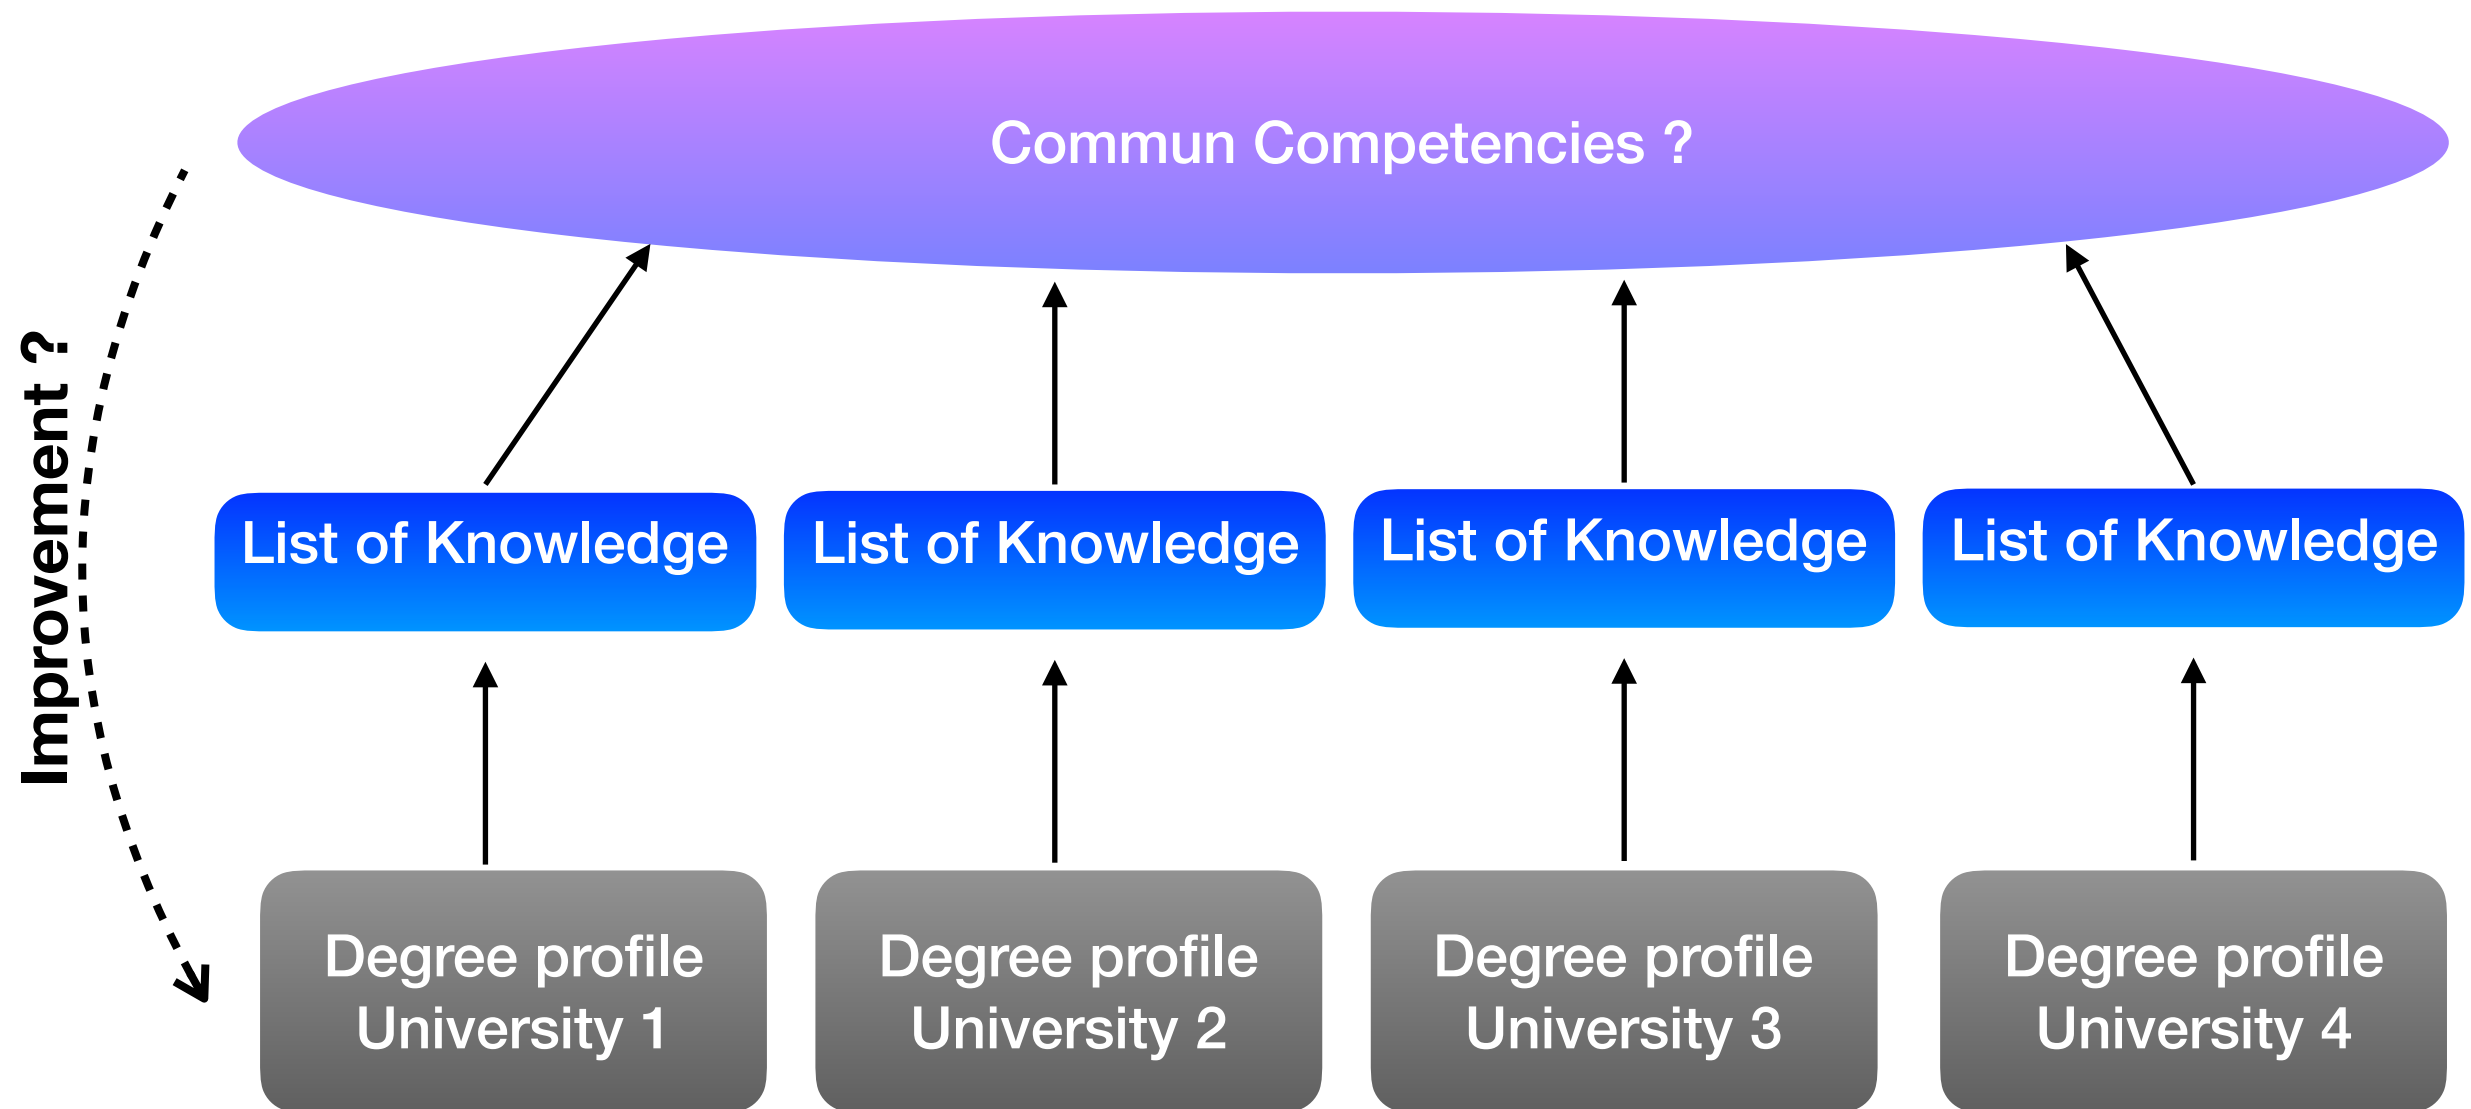 Commun Competencies ?
Improvement ?
List of Knowledge
List of Knowledge
List of Knowledge
List of Knowledge
Degree profile
University 1
Degree profile
University 2
Degree profile
University 3
Degree profile
University 4